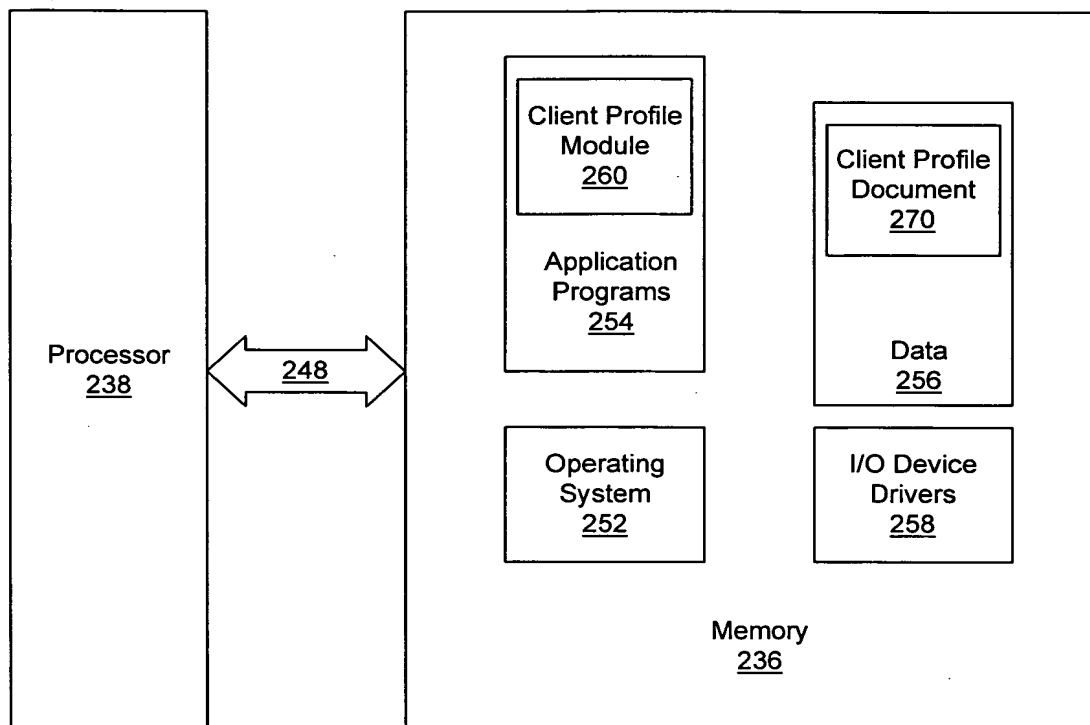 Processor
238
248
Client Profile
Module
260
Application
Programs
254
Client Profile
Document
270
Data
256
Operating
System
252
I/O Device
Drivers
258
Memory
236